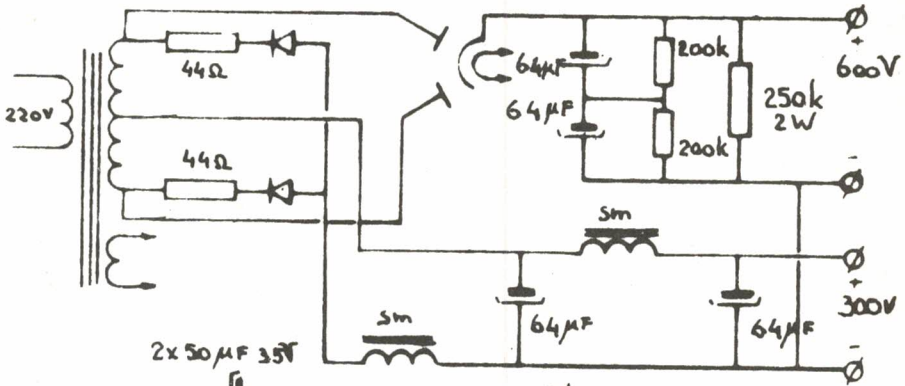 44Ω
220V
44Ω
64µF
64µF
200k
200k
250k
2W
+
600V
-
Sm
+
300V
64µF
64µF
-
Sm
2x50µF 35V